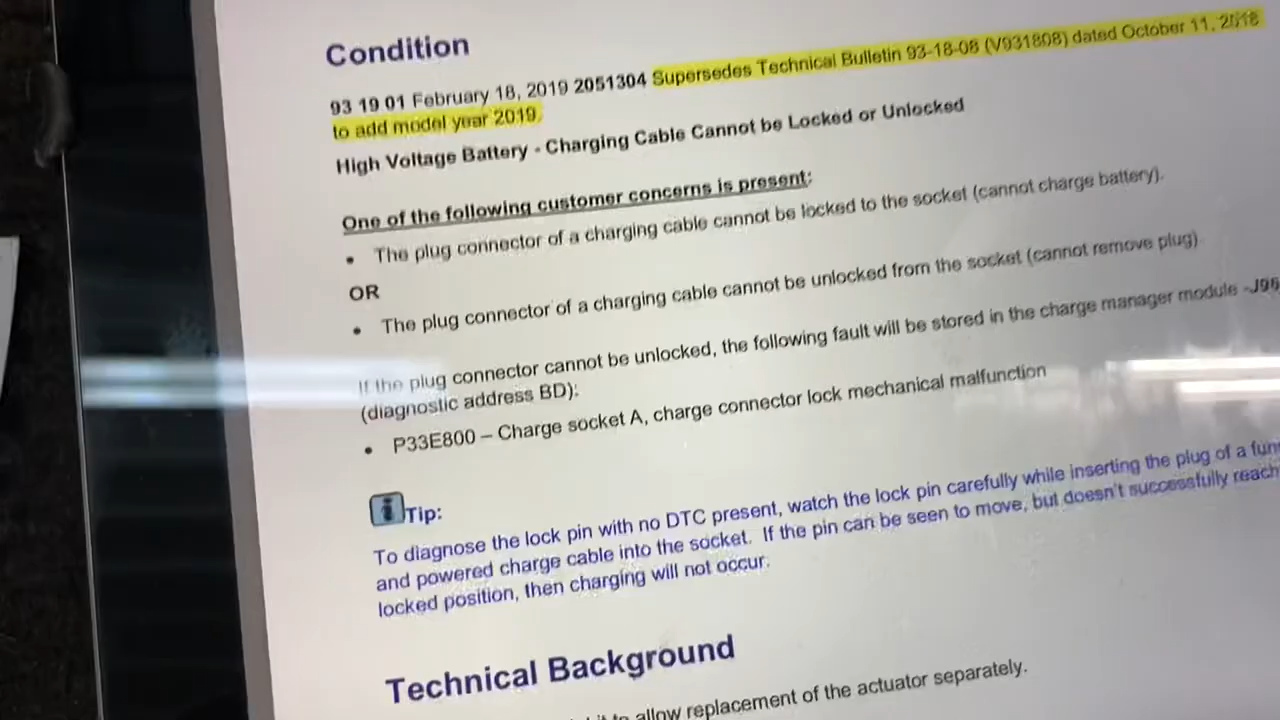 Condition
93 19 01 February 18, 2019 2051304 Supersedes Technical Bulletin 93-18-08 (V931808) dated October 11, 2018
to add model year 2019.
High Voltage Battery - Charging Cable Cannot be Locked or Unlocked
One of the following customer concerns is present:
• The plug connector of a charging cable cannot be locked to the socket (cannot charge battery).
OR
• The plug connector of a charging cable cannot be unlocked from the socket (cannot remove plug)
If the plug connector cannot be unlocked, the following fault will be stored in the charge manager module
(diagnostic address BD):
• P33E800 – Charge socket A, charge connector lock mechanical malfunction
i Tip:
To diagnose the lock pin with no DTC present, watch the lock pin carefully while inserting the plug of a
and powered charge cable into the socket. If the pin can be seen to move, but doesn't successfully reach
locked position, then charging will not occur.
Technical Background
to allow replacement of the actuator separately.